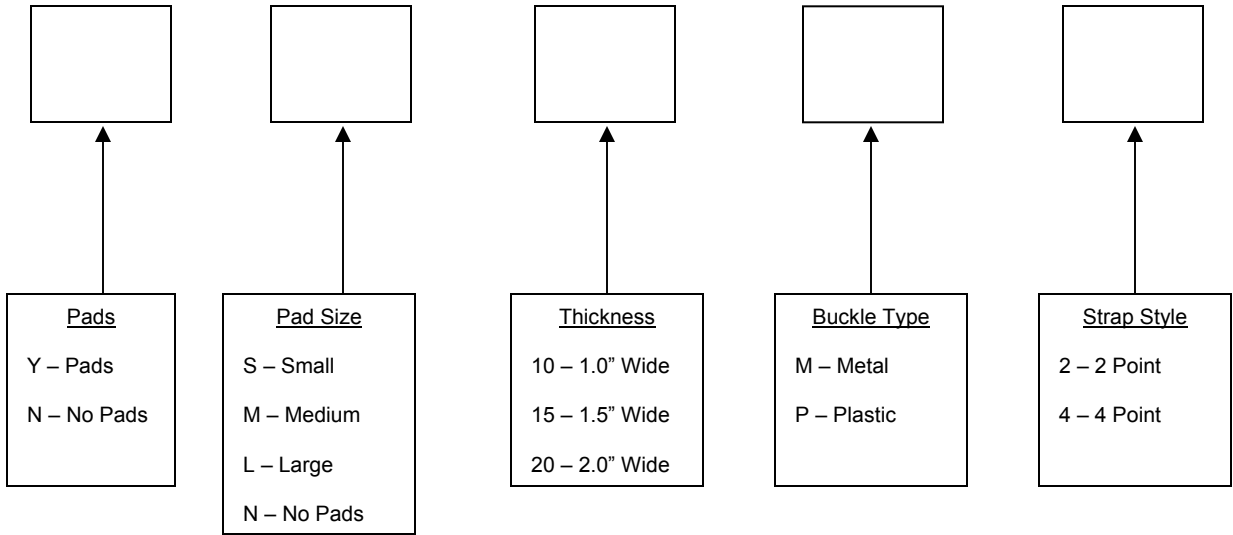 Pads
Y – Pads
N – No Pads
Pad Size
S – Small
M – Medium
L – Large
N – No Pads
Thickness
10 – 1.0” Wide
15 – 1.5” Wide
20 – 2.0” Wide
Buckle Type
M – Metal
P – Plastic
Strap Style
2 – 2 Point
4 – 4 Point